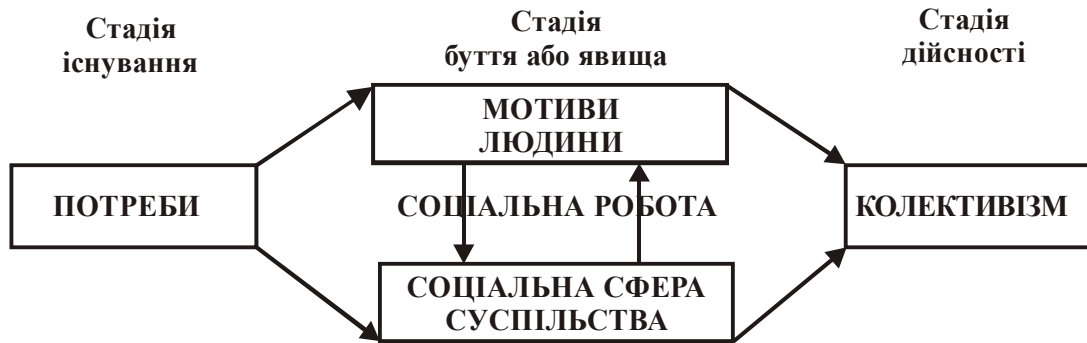 Стадія
існування
Стадія
буття або явища
Стадія
дійсності
МОТИВИ
ЛЮДИНИ
ПОТРЕБИ
СОЦІАЛЬНА РОБОТА
КОЛЕКТИВІЗМ
СОЦІАЛЬНА СФЕРА
СУСПІЛЬСТВА